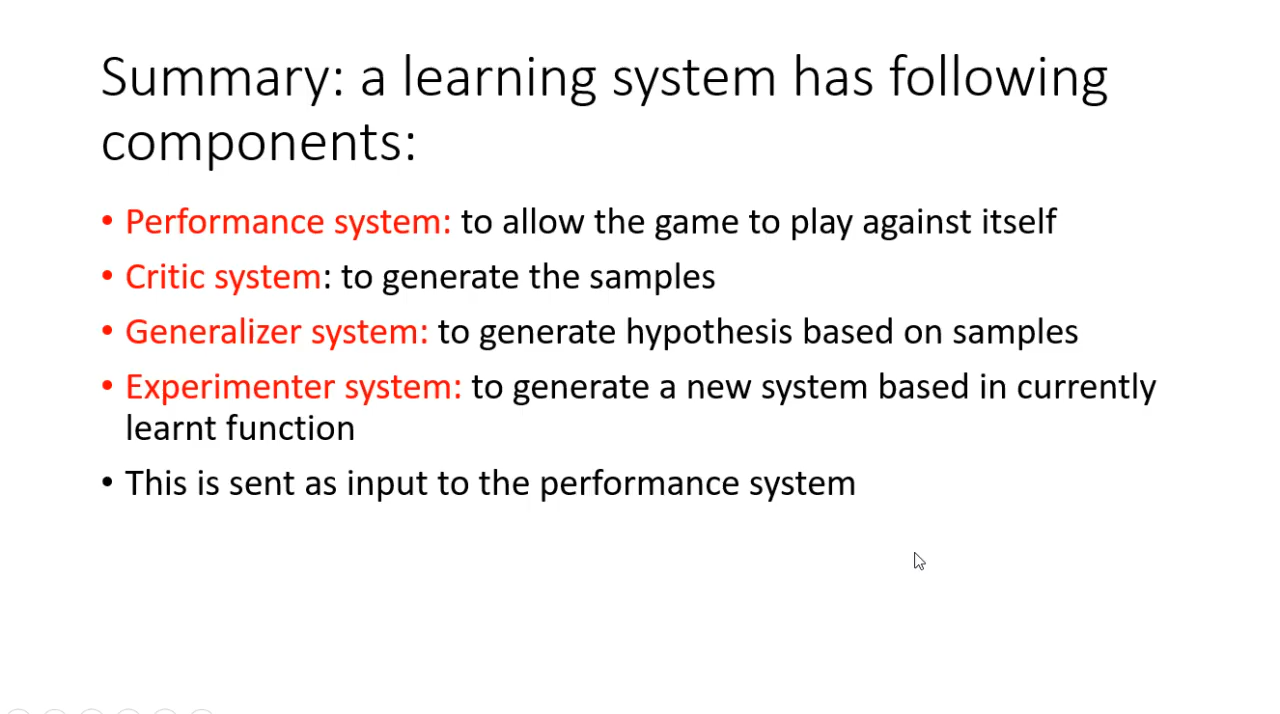 Summary: a learning system has following
components:
• Performance system: to allow the game to play against itself
• Critic system: to generate the samples
• Generalizer system: to generate hypothesis based on samples
• Experimenter system: to generate a new system based in currently
learnt function
• This is sent as input to the performance system